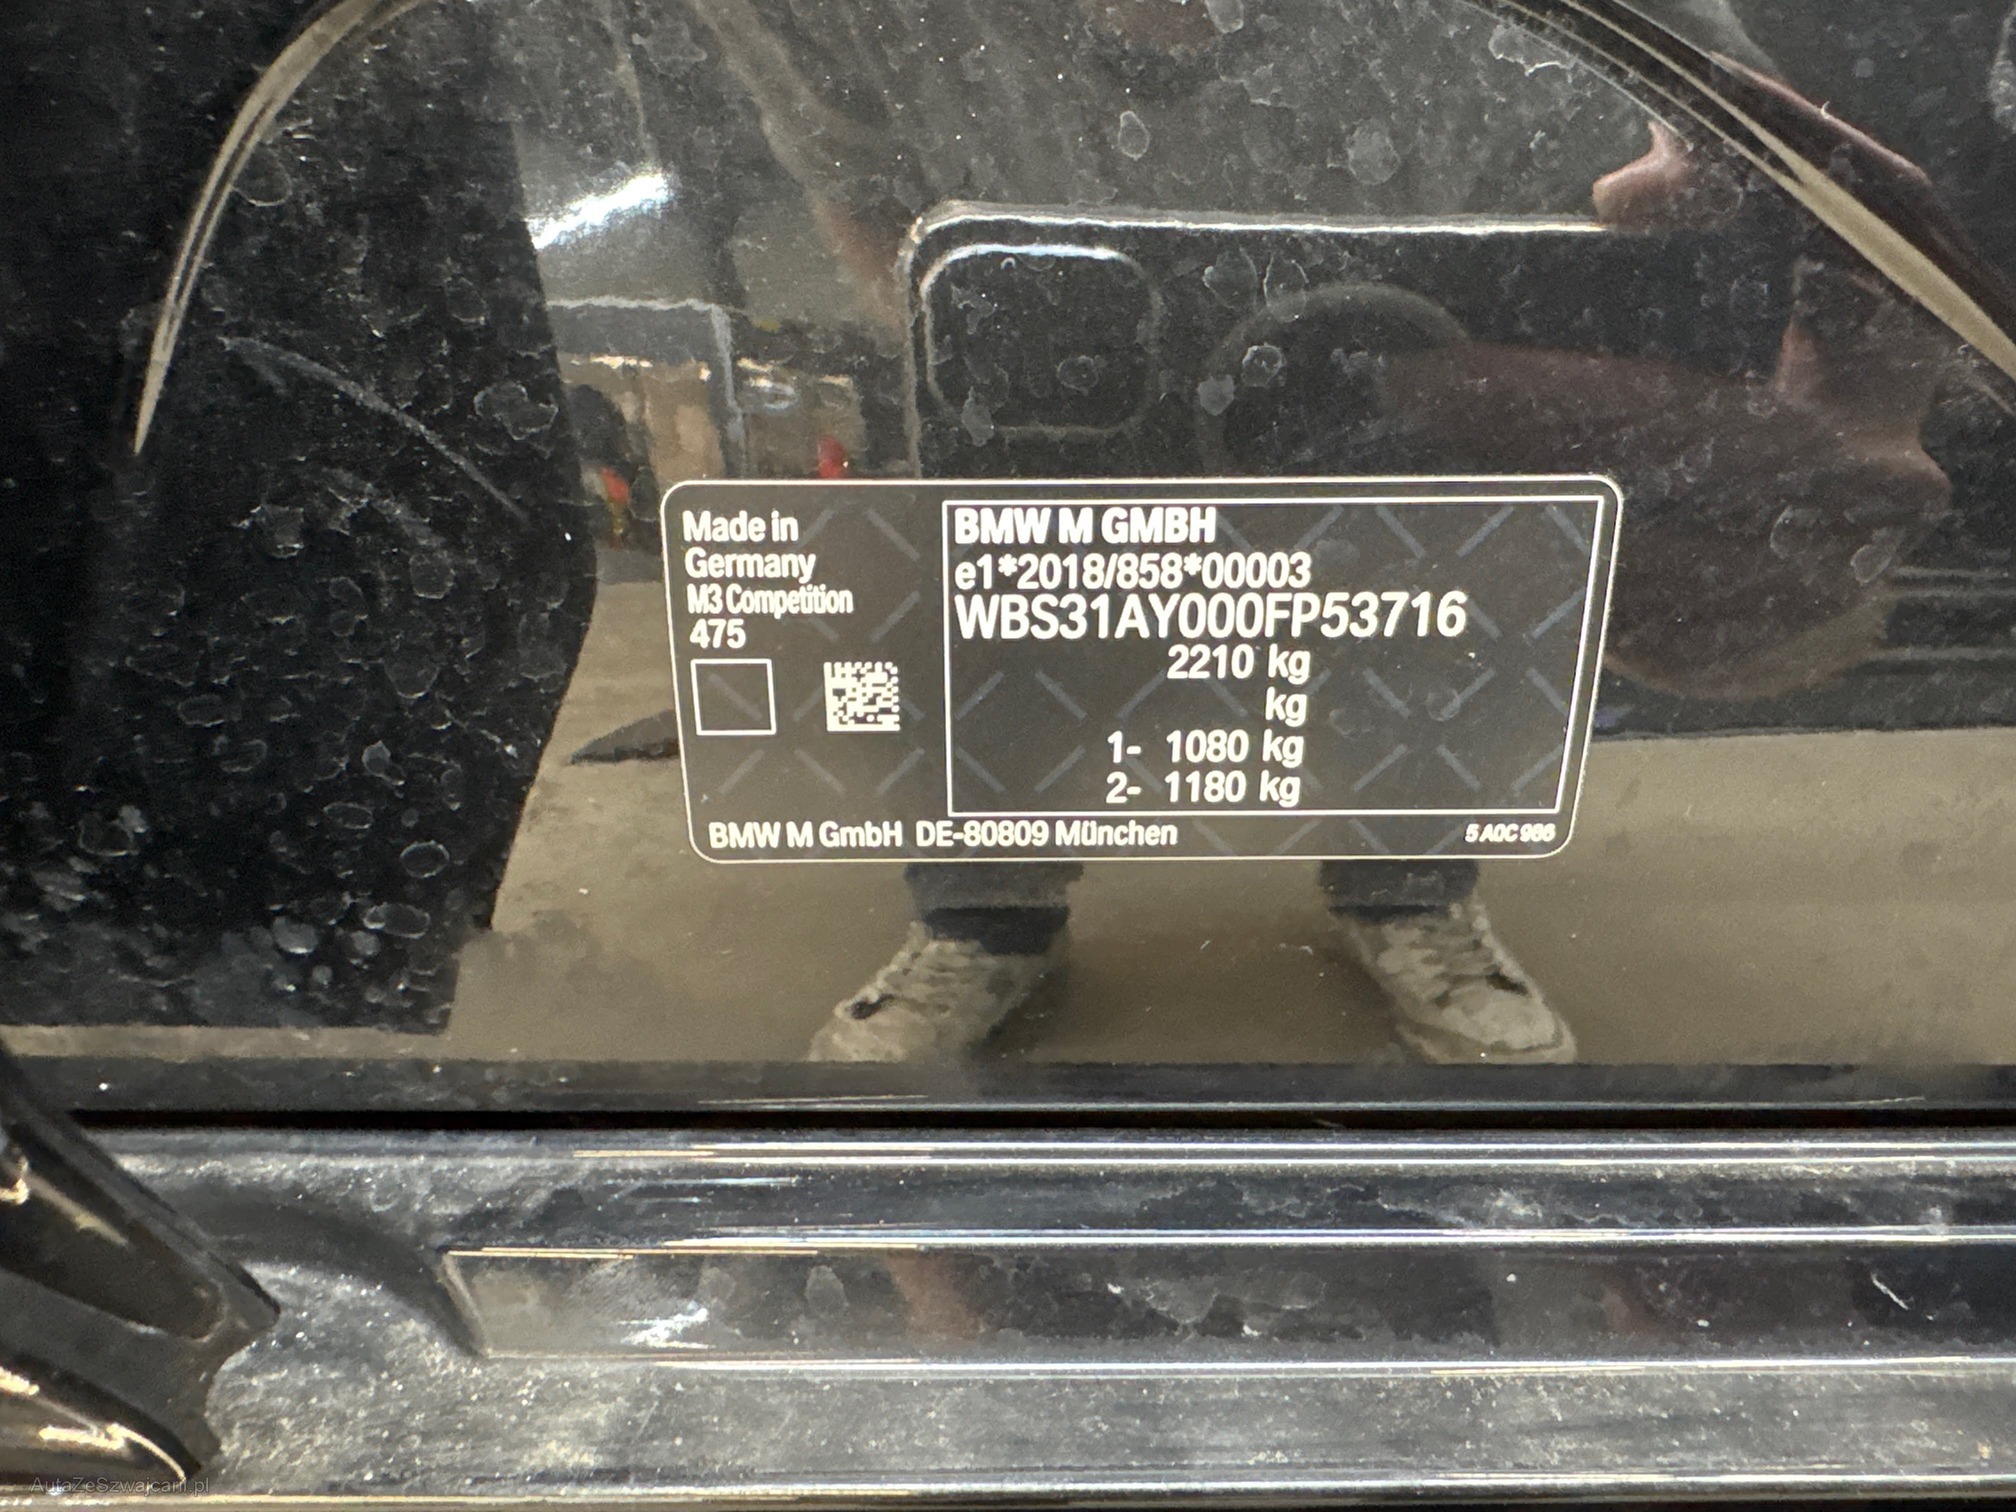 Made in
Germany
M3 Competition
475
BMW M GMBH
e1*2018/858*00003
WBS31AY000FP53716
2210 kg
kg
1- 1080 kg
2- 1180 kg
BMW M GmbH DE-80809 München
5 A0C 966
AutaZeSzwajcarii.pl